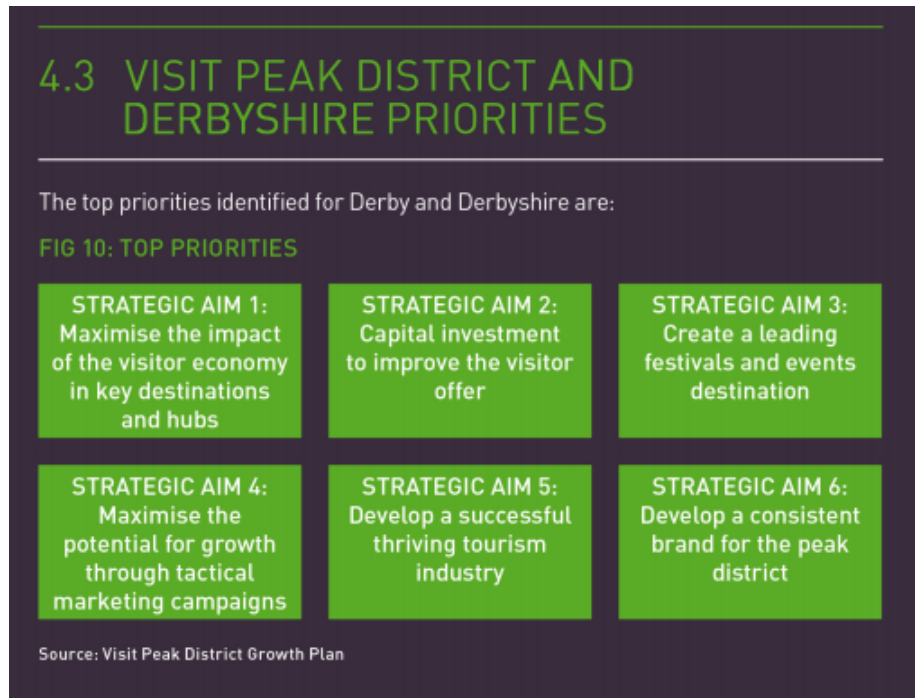 4.3 VISIT PEAK DISTRICT AND
DERBYSHIRE PRIORITIES
The top priorities identified for Derby and Derbyshire are:
FIG 10: TOP PRIORITIES
STRATEGIC AIM 1:
Maximise the impact
of the visitor economy
in key destinations
and hubs
STRATEGIC AIM 2:
Capital investment
to improve the visitor
offer
STRATEGIC AIM 3:
Create a leading
festivals and events
destination
STRATEGIC AIM 4:
Maximise the
potential for growth
through tactical
marketing campaigns
STRATEGIC AIM 5:
Develop a successful
thriving tourism
industry
STRATEGIC AIM 6:
Develop a consistent
brand for the peak
district
Source: Visit Peak District Growth Plan